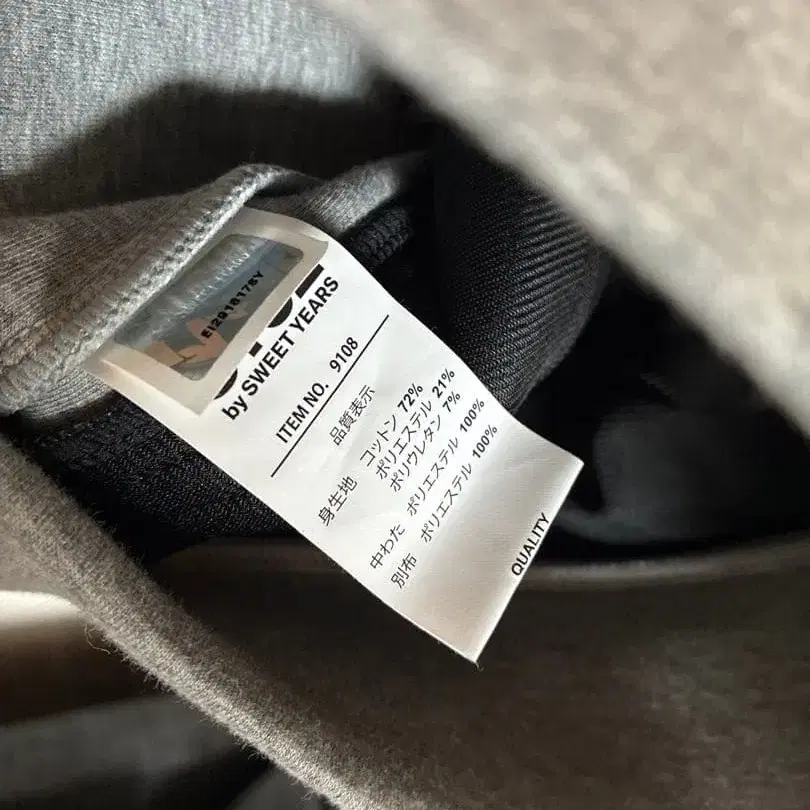 EI2918178Y
by SWEET YEARS
ITEM NO. 9108
品質表示
身生地 コットン 72%
ポリエステル 21%
ポリウレタン 7%
中わた ポリエステル 100%
別布 ポリエステル 100%
QUALITY